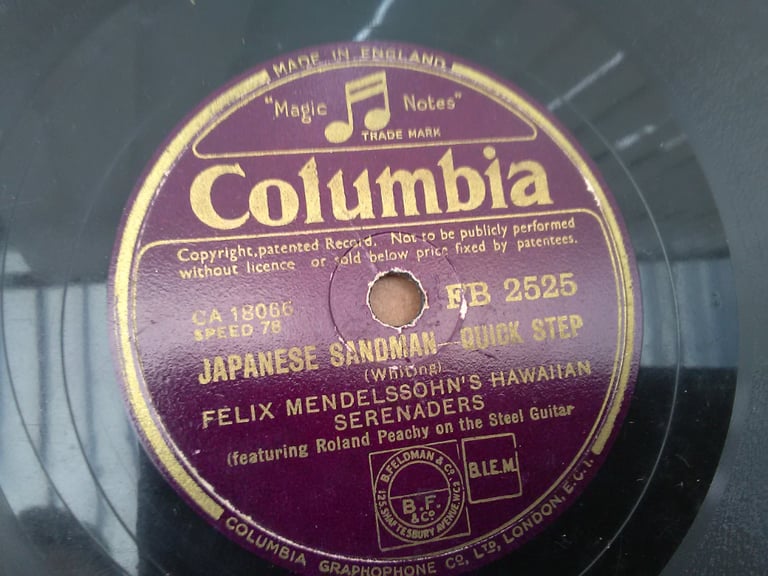 MADE IN ENGLAND
"Magic Notes"
TRADE MARK
Columbia
Copyright, patented Record. Not to be publicly performed
without licence or sold below price fixed by patentees.
CA 18066
FB 2525
SPEED 78
JAPANESE SANDMAN—QUICK STEP
(Whiting)
FELIX MENDELSSOHN'S HAWAIIAN
SERENADERS
(featuring Roland Peachy on the Steel Guitar
B. FELDMAN & Co
B.F.
& Co.
125, SHAFTESBURY AVENUE, W.C.2
B.I.E.M.
COLUMBIA GRAPHOPHONE CO, LTD, LONDON, E.C.1.